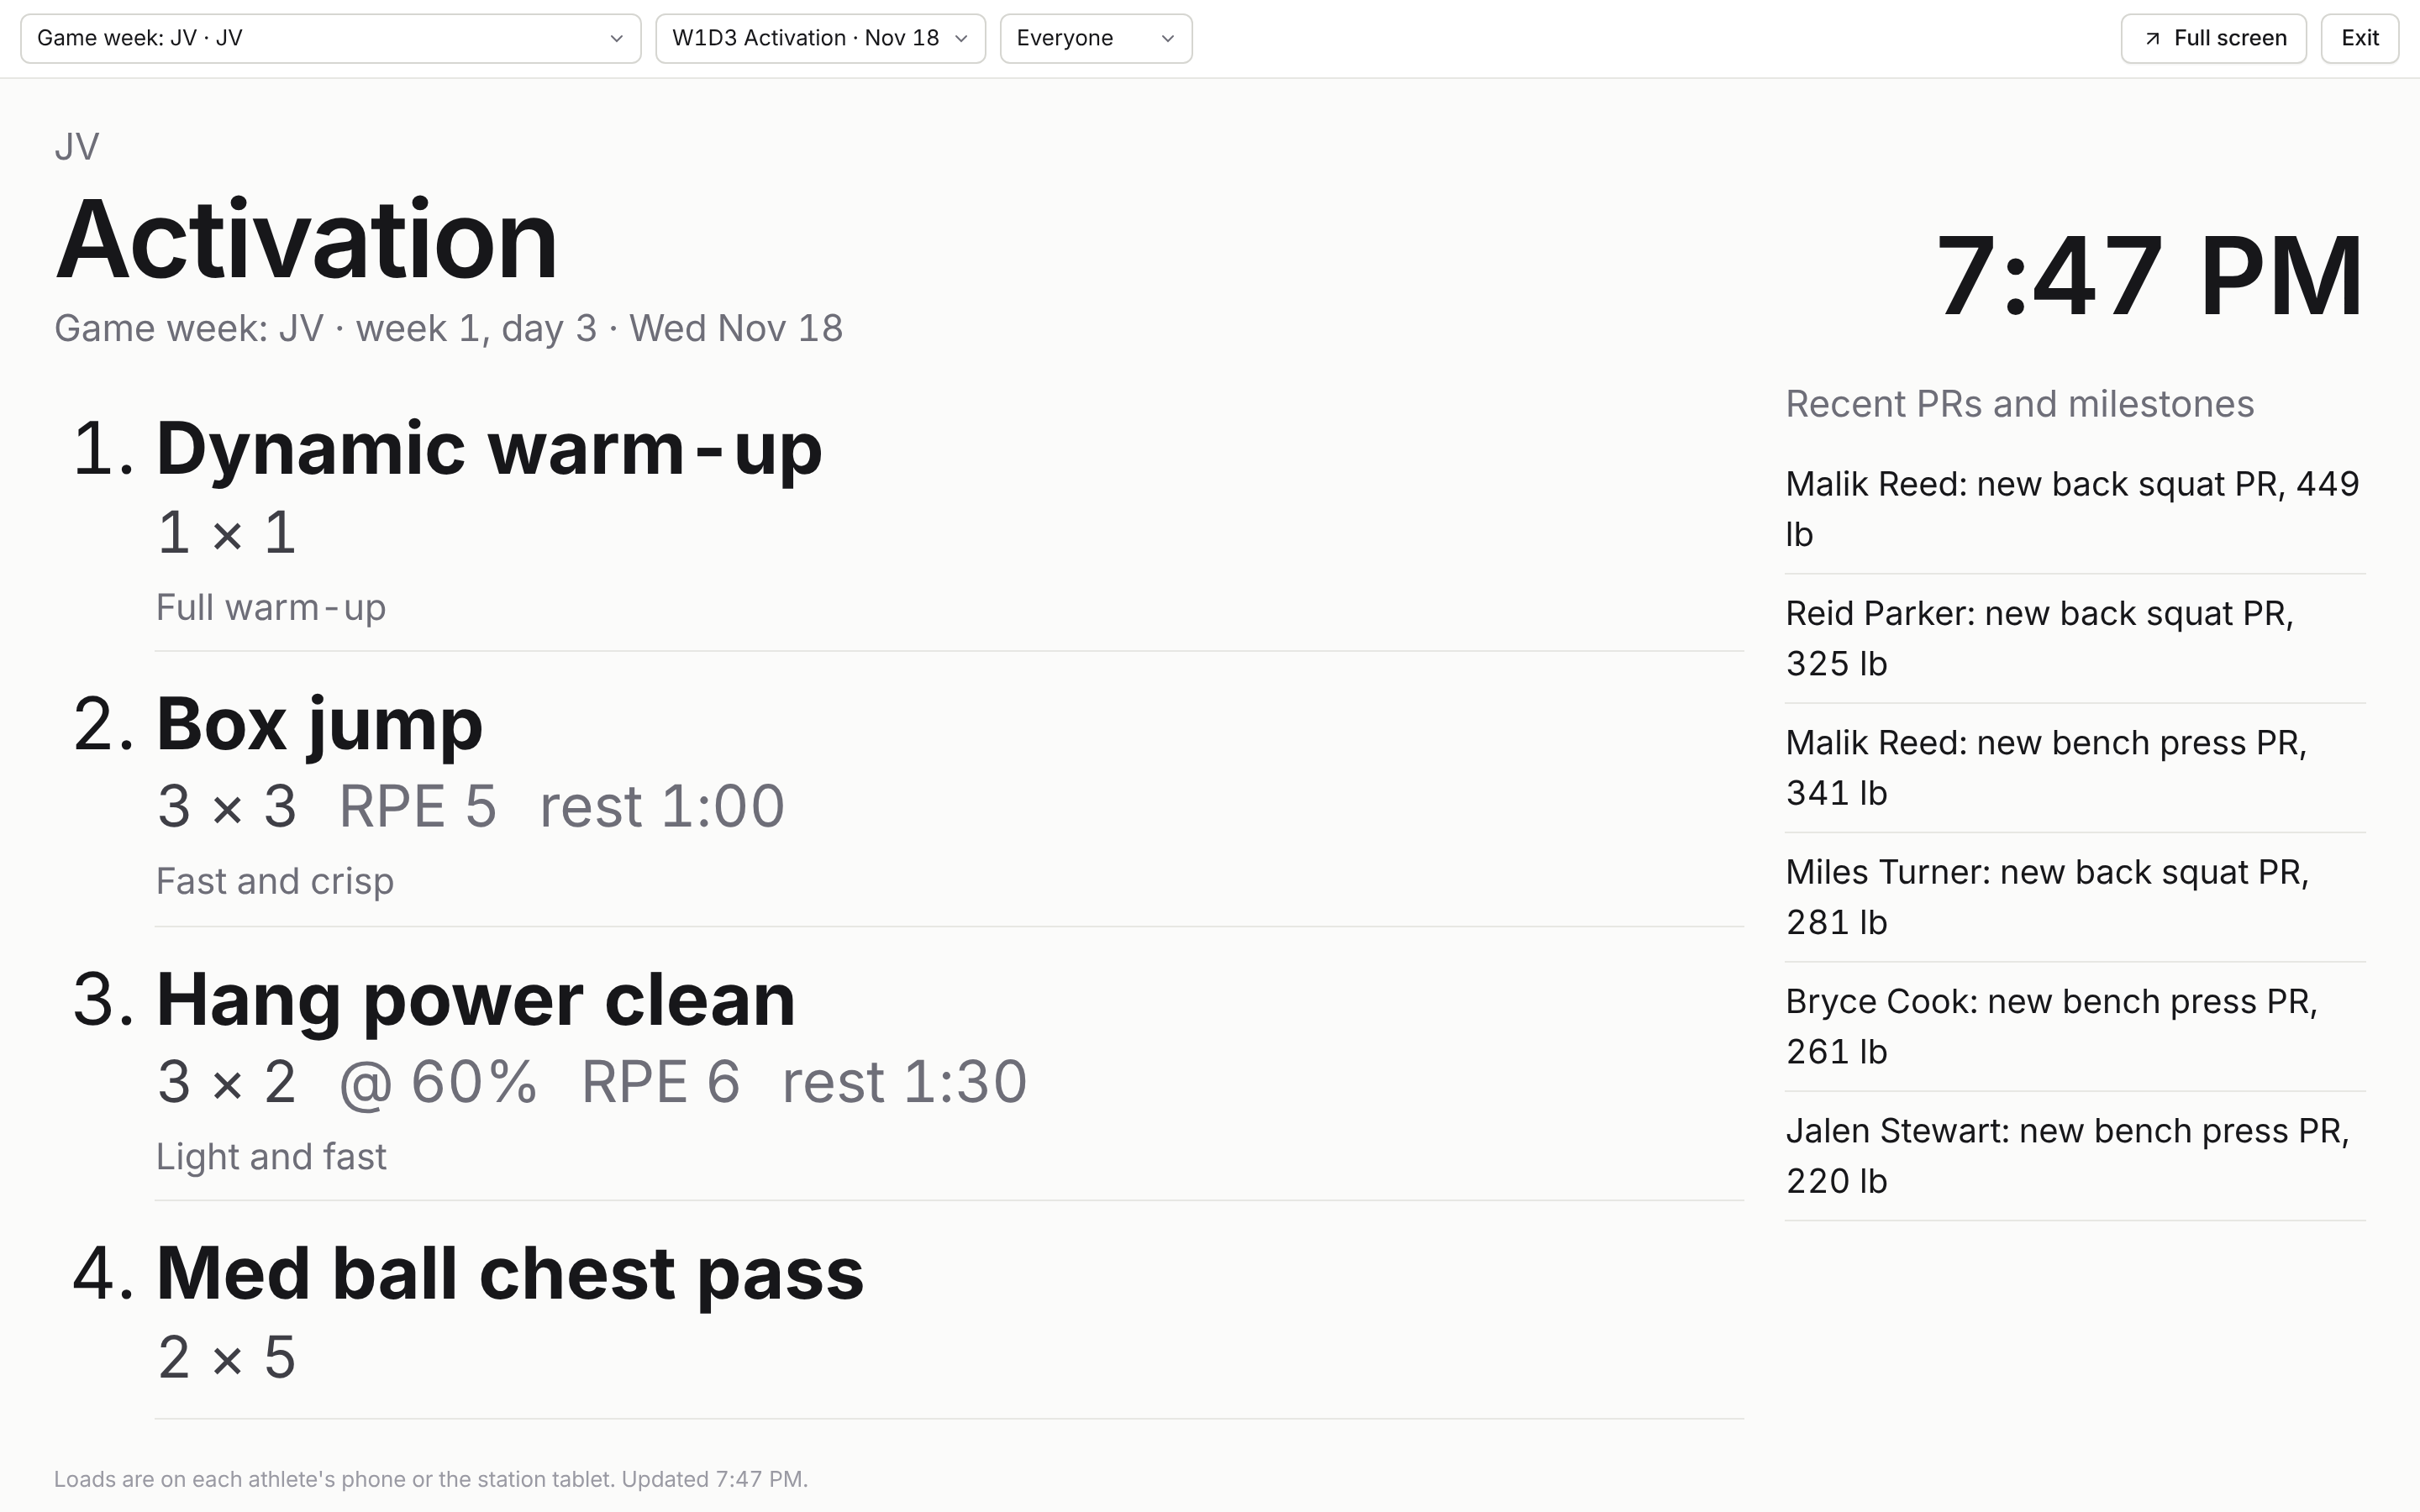 Game week: JV · JV
W1D3 Activation · Nov 18
Everyone
Full screen
Exit
JV
Activation
Game week: JV · week 1, day 3 · Wed Nov 18
7:47 PM
1. Dynamic warm-up
1 × 1
Full warm-up
2. Box jump
3 × 3 RPE 5 rest 1:00
Fast and crisp
3. Hang power clean
3 × 2 @ 60% RPE 6 rest 1:30
Light and fast
4. Med ball chest pass
2 × 5
Recent PRs and milestones
Malik Reed: new back squat PR, 449
lb
Reid Parker: new back squat PR,
325 lb
Malik Reed: new bench press PR,
341 lb
Miles Turner: new back squat PR,
281 lb
Bryce Cook: new bench press PR,
261 lb
Jalen Stewart: new bench press PR,
220 lb
Loads are on each athlete's phone or the station tablet. Updated 7:47 PM.